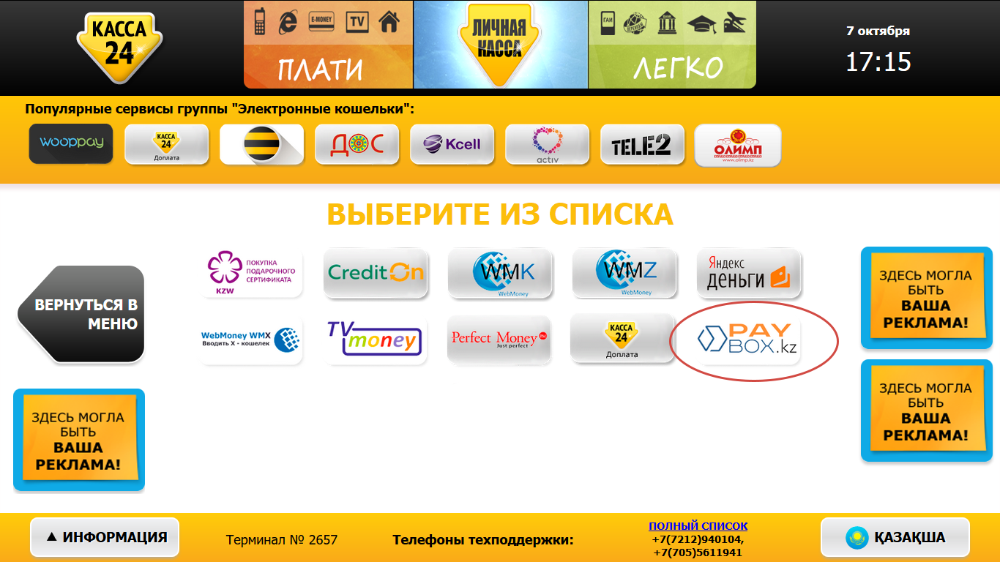 КАССА
24
E-MONEY
TV
ПЛАТИ
ЛИЧНАЯ
КАССА
ГАИ
БАНК
ЛЕГКО
7 октября
17:15
Популярные сервисы группы "Электронные кошельки":
wooppay
КАССА
24
Доплата
ДОС
Kcell
activ
TELE2
ОЛИМП
www.olimp.kz
ВЫБЕРИТЕ ИЗ СПИСКА
ВЕРНУТЬСЯ В
МЕНЮ
ПОКУПКА
ПОДАРОЧНОГО
СЕРТИФИКАТА
KZW
CreditOn
WMK
WebMoney
WMZ
WebMoney
Яндекс
деньги
WebMoney WMX
Вводить X - кошелек
TV
money
Perfect Money PM
Just perfect
КАССА
24
Доплата
PAY
BOX.kz
ЗДЕСЬ МОГЛА
БЫТЬ
ВАША
РЕКЛАМА!
ЗДЕСЬ МОГЛА
БЫТЬ
ВАША
РЕКЛАМА!
ЗДЕСЬ МОГЛА
БЫТЬ
ВАША
РЕКЛАМА!
ИНФОРМАЦИЯ
Терминал № 2657
Телефоны техподдержки:
ПОЛНЫЙ СПИСОК
+7(7212)940104,
+7(705)5611941
ҚАЗАҚША